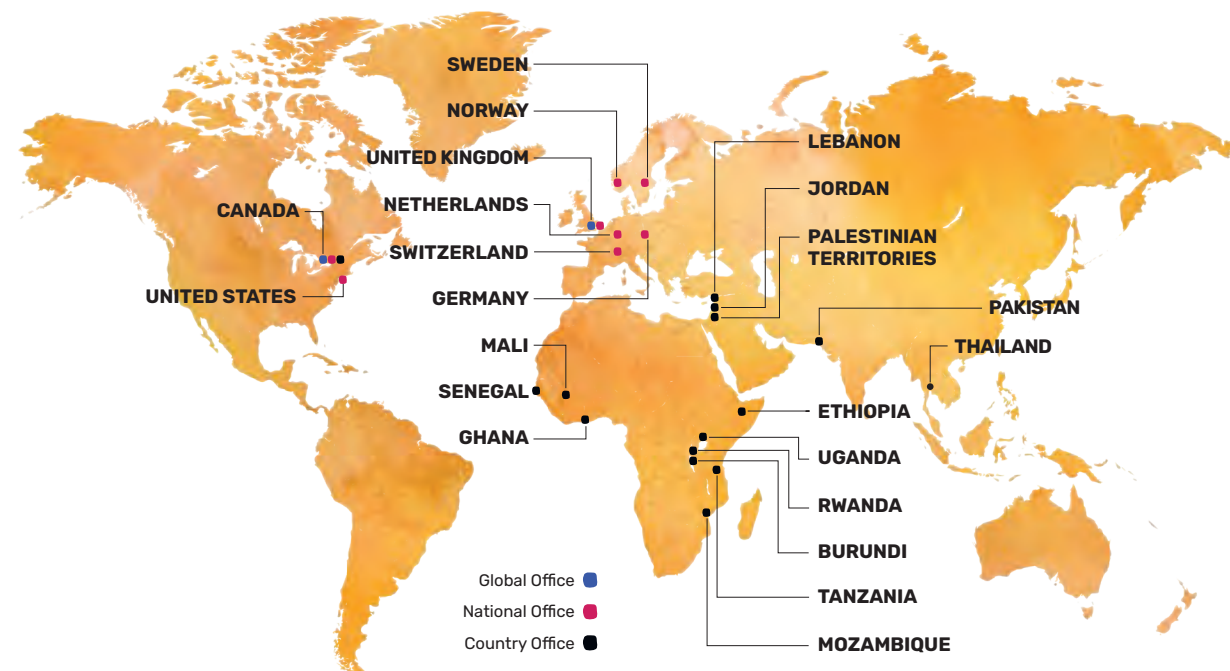 SWEDEN
NORWAY
UNITED KINGDOM
NETHERLANDS
SWITZERLAND
GERMANY
CANADA
UNITED STATES
MALI
SENEGAL
GHANA
LEBANON
JORDAN
PALESTINIAN
TERRITORIES
PAKISTAN
THAILAND
ETHIOPIA
UGANDA
RWANDA
BURUNDI
TANZANIA
MOZAMBIQUE
Global Office
National Office
Country Office